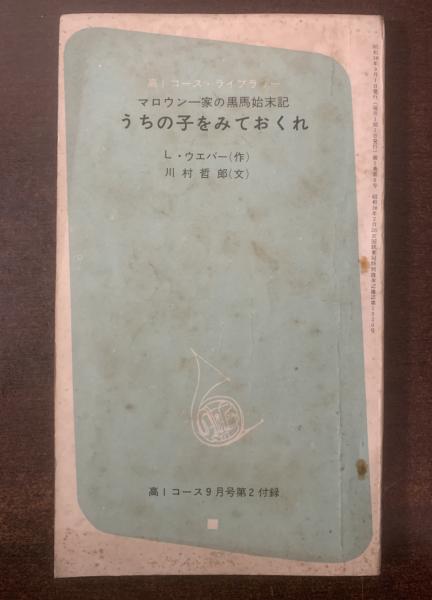 高Ⅰコース・ライブラリー
マロウン一家の黒馬始末記
うちの子をみておくれ
L・ウエバー(作)
川村哲郎(文)
高Ⅰコース9月号第2付録